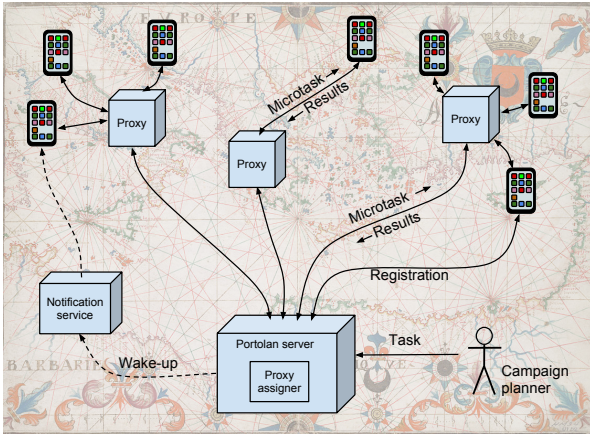 E V R O P E
Microtask
Results
Proxy
Proxy
Proxy
Microtask
Results
Registration
Notification
service
Portolan server
Task
Wake-up
Proxy
assigner
Campaign
planner
BARBARIE